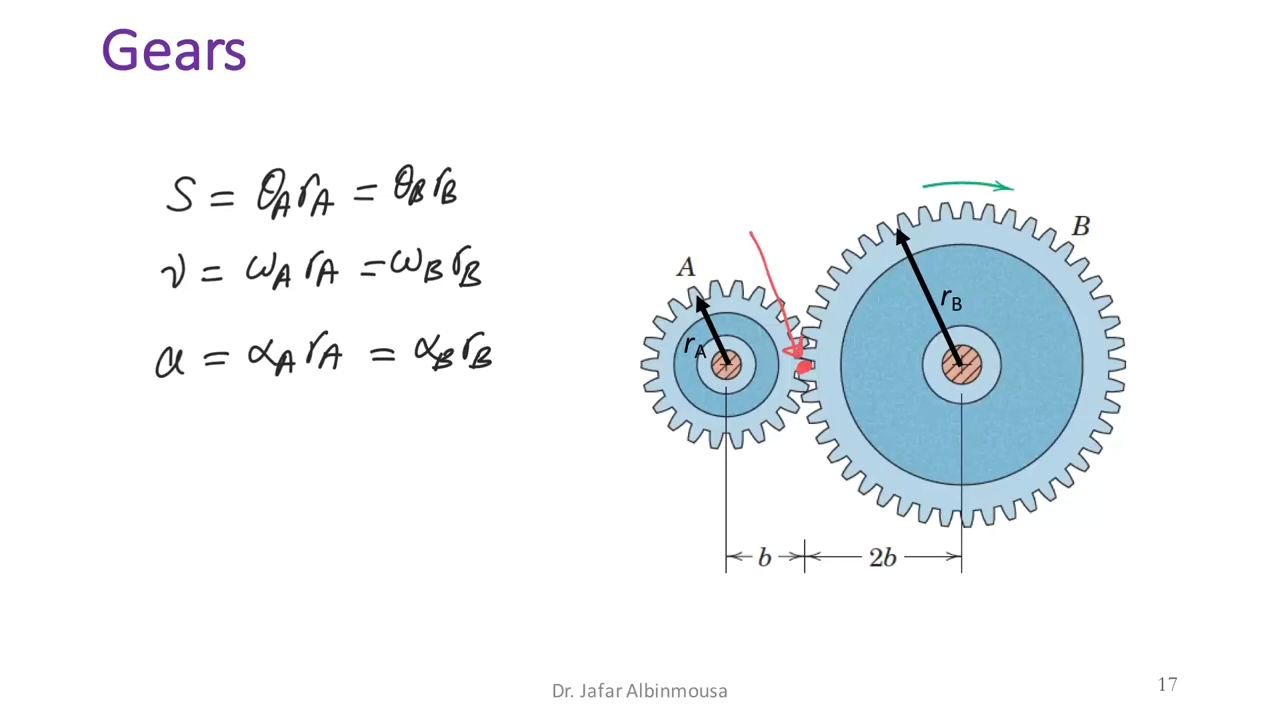 Gears
S = θA rA = θB rB
v = ωA rA = ωB rB
a = αA rA = αB rB
A
B
rA
rB
b
2b
Dr. Jafar Albinmousa
17